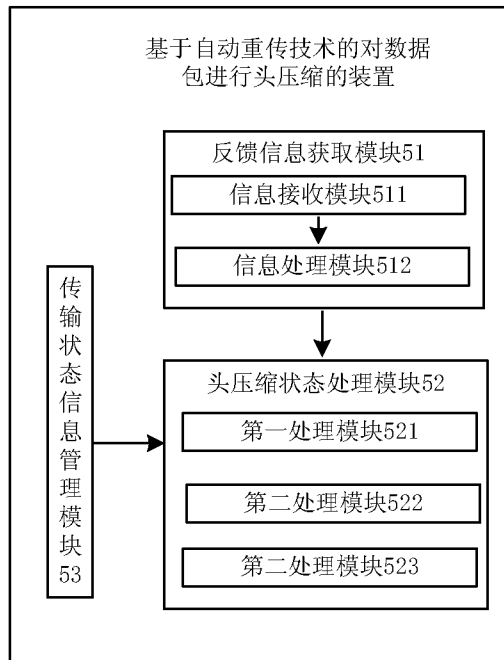 基于自动重传技术的对数据
包进行头压缩的装置
反馈信息获取模块51
信息接收模块511
信息处理模块512
传输状态信息管理模块53
头压缩状态处理模块52
第一处理模块521
第二处理模块522
第二处理模块523